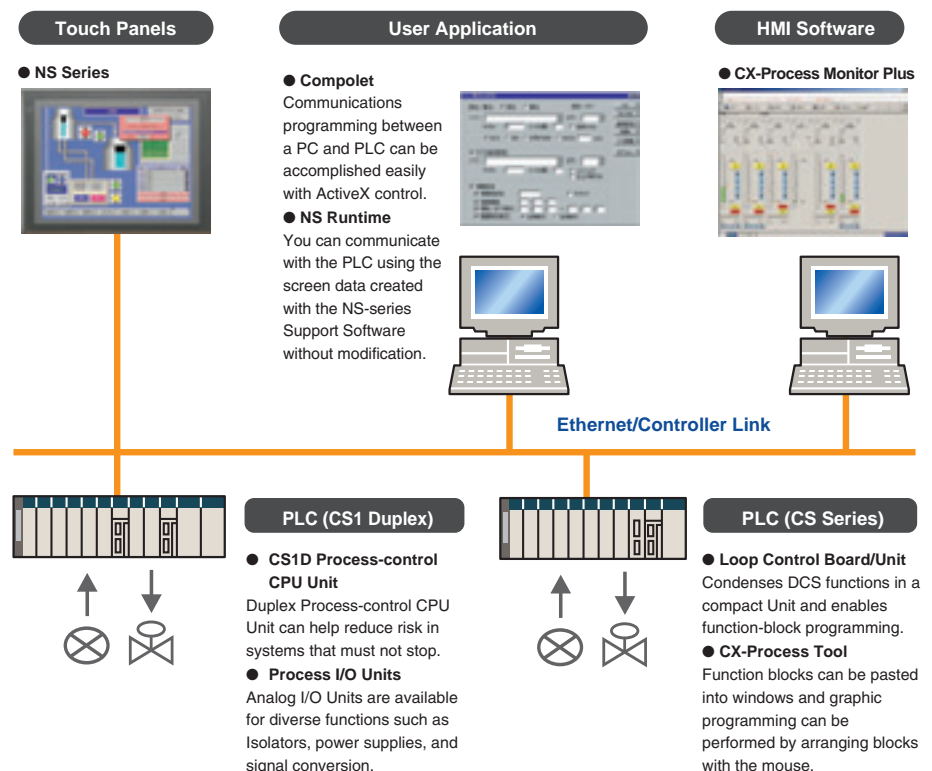 Touch Panels
● NS Series
User Application
● Compolet
Communications
programming between
a PC and PLC can be
accomplished easily
with ActiveX control.
● NS Runtime
You can communicate
with the PLC using the
screen data created
with the NS-series
Support Software
without modification.
HMI Software
● CX-Process Monitor Plus
Ethernet/Controller Link
PLC (CS1 Duplex)
● CS1D Process-control
CPU Unit
Duplex Process-control CPU
Unit can help reduce risk in
systems that must not stop.
● Process I/O Units
Analog I/O Units are available
for diverse functions such as
Isolators, power supplies, and
signal conversion.
PLC (CS Series)
● Loop Control Board/Unit
Condenses DCS functions in a
compact Unit and enables
function-block programming.
● CX-Process Tool
Function blocks can be pasted
into windows and graphic
programming can be
performed by arranging blocks
with the mouse.